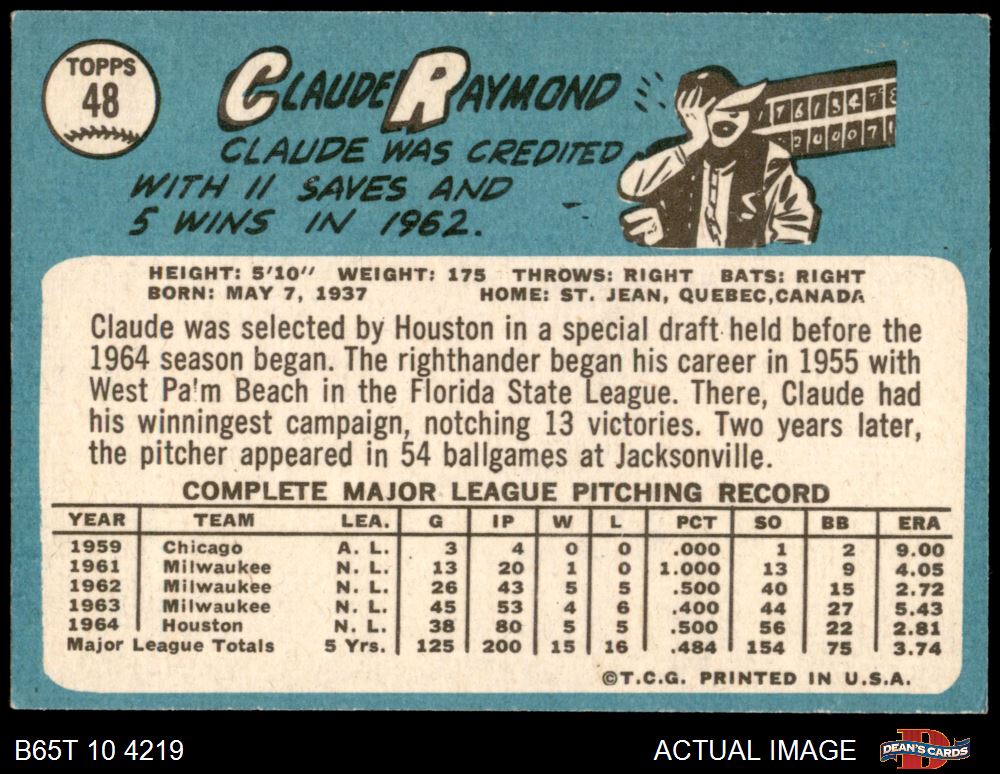 TOPPS
48
CLAUDE RAYMOND
CLAUDE WAS CREDITED
WITH 11 SAVES AND
5 WINS IN 1962.
HEIGHT: 5'10" WEIGHT: 175 THROWS: RIGHT BATS: RIGHT
BORN: MAY 7, 1937 HOME: ST. JEAN, QUEBEC, CANADA
Claude was selected by Houston in a special draft held before the
1964 season began. The righthander began his career in 1955 with
West Pa!m Beach in the Florida State League. There, Claude had
his winningest campaign, notching 13 victories. Two years later,
the pitcher appeared in 54 ballgames at Jacksonville.
COMPLETE MAJOR LEAGUE PITCHING RECORD
YEAR TEAM LEA. G IP W L PCT SO BB ERA
1959 Chicago A. L. 3 4 0 0 .000 1 2 9.00
1961 Milwaukee N. L. 13 20 1 0 1.000 13 9 4.05
1962 Milwaukee N. L. 26 43 5 5 .500 40 15 2.72
1963 Milwaukee N. L. 45 53 4 6 .400 44 27 5.43
1964 Houston N. L. 38 80 5 5 .500 56 22 2.81
Major League Totals 5 Yrs. 125 200 15 16 .484 154 75 3.74
©T.C.G. PRINTED IN U.S.A.
B65T 10 4219 ACTUAL IMAGE DEAN'S CARDS